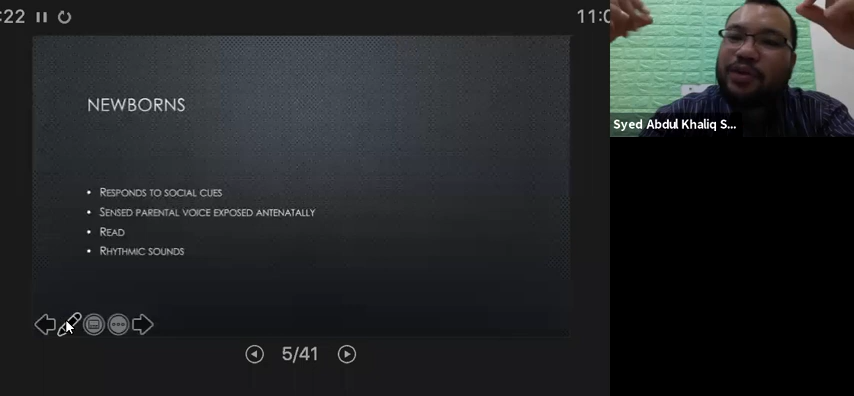 :22
11:0
NEWBORNS
• RESPONDS TO SOCIAL CUES
• SENSED PARENTAL VOICE EXPOSED ANTENATALLY
• READ
• RHYTHMIC SOUNDS
5/41
Syed Abdul Khaliq S...